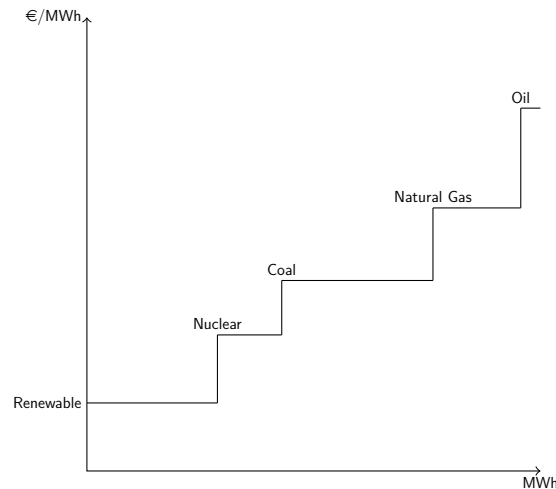 €/MWh
Oil
Natural Gas
Coal
Nuclear
Renewable
MWh